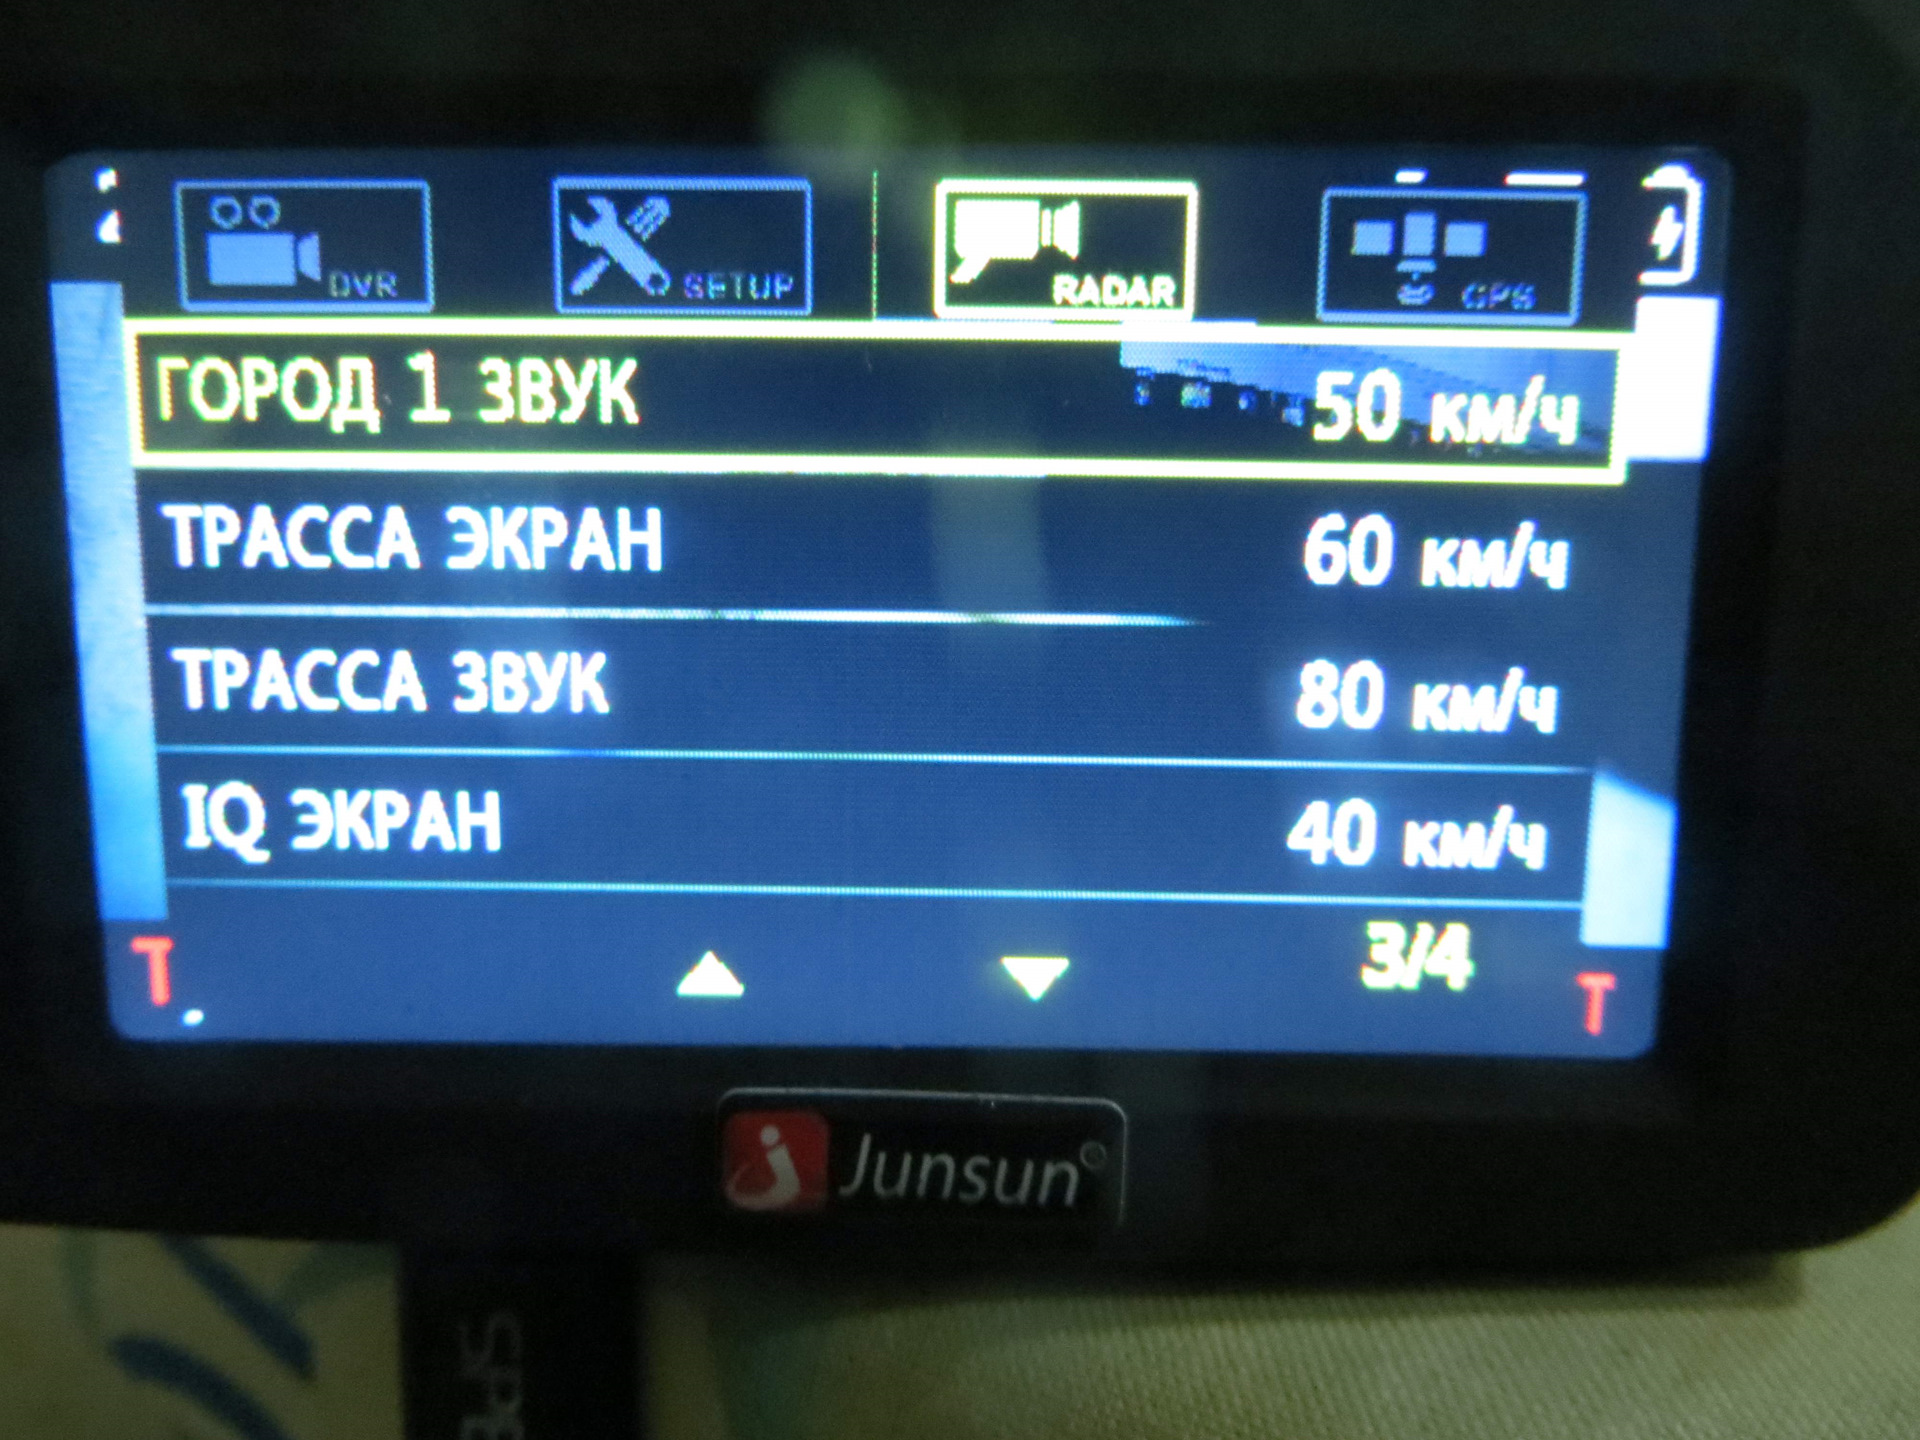 DVR SETUP RADAR GPS
ГОРОД 1 ЗВУК 50 км/ч
ТРАССА ЭКРАН 60 км/ч
ТРАССА ЗВУК 80 км/ч
IQ ЭКРАН 40 км/ч
3/4
T T
Junsun®